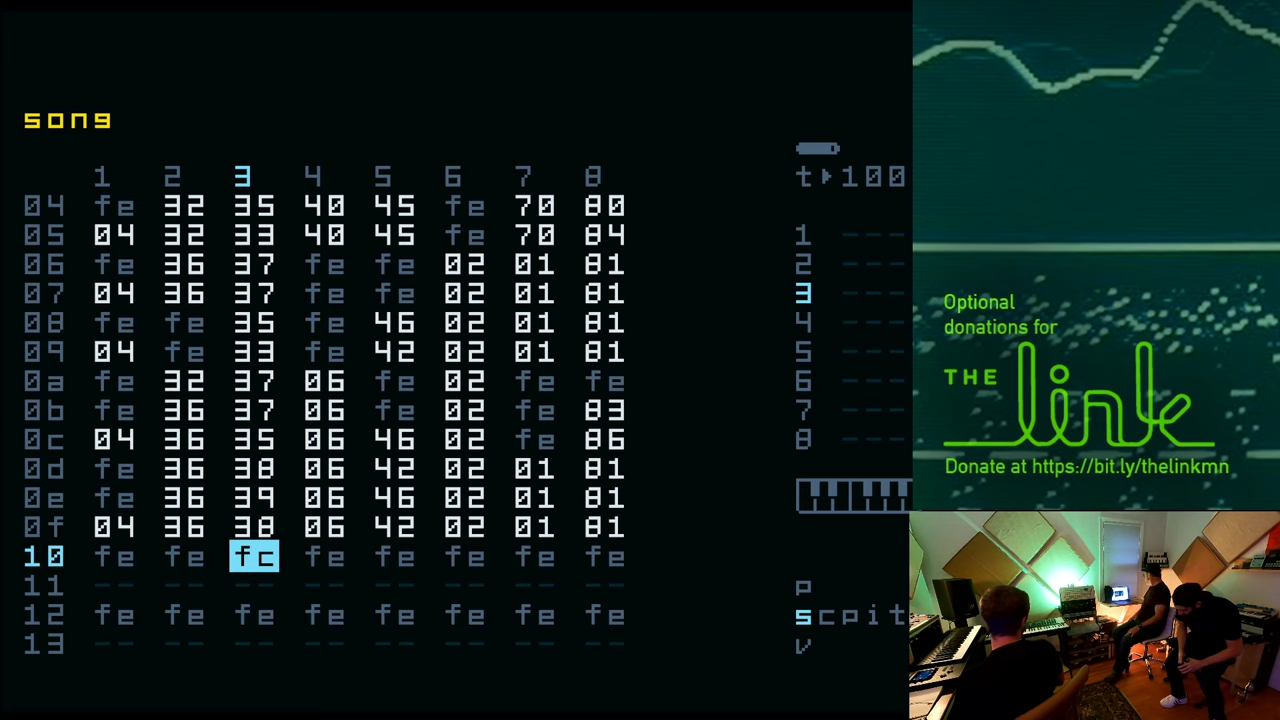 song
1 2 3 4 5 6 7 8
04 fe 32 35 40 45 fe 70 80
05 04 32 33 40 45 fe 70 84
06 fe 36 37 fe fe 02 01 81
07 04 36 37 fe fe 02 01 81
08 fe fe 35 fe 46 02 01 81
09 04 fe 33 fe 42 02 01 81
0a fe 32 37 06 fe 02 fe fe
0b fe 36 37 06 fe 02 fe 83
0c 04 36 35 06 46 02 fe 86
0d fe 36 38 06 42 02 01 81
0e fe 36 39 06 46 02 01 81
0f 04 36 38 06 42 02 01 81
10 fe fe fc fe fe fe fe fe
11 -- -- -- -- -- -- -- --
12 fe fe fe fe fe fe fe fe
13 -- -- -- -- -- -- -- --
t▸100
1 ---
2 ---
3 ---
4 ---
5 ---
6 ---
7 ---
8 ---
p
scpit
v
Optional
donations for
THE link
Donate at https://bit.ly/thelinkmn